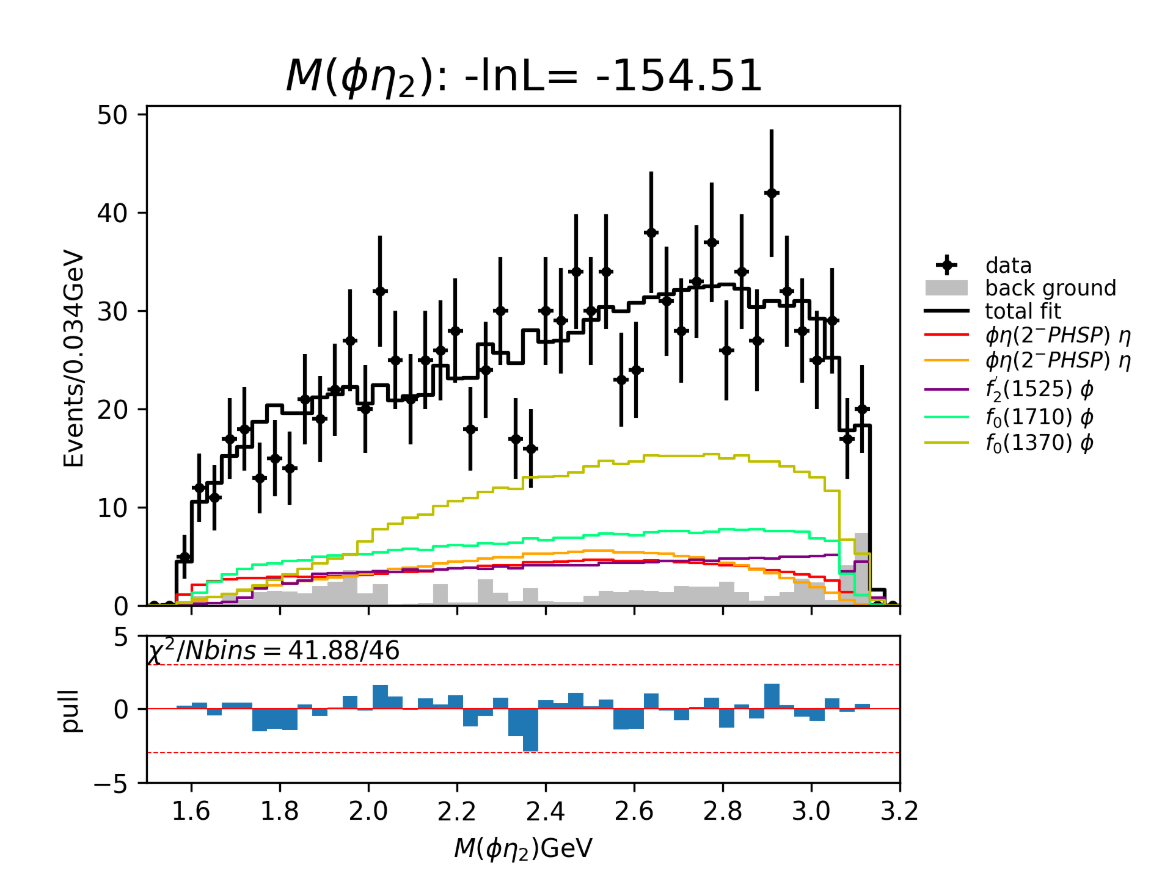 M(ϕη₂): -lnL= -154.51
50
40
30
20
10
0
Events/0.034GeV
data
back ground
total fit
ϕη(2⁻PHSP) η
ϕη(2⁻PHSP) η
f₂′(1525) ϕ
f₀(1710) ϕ
f₀(1370) ϕ
χ²/Nbins = 41.88/46
5
0
−5
pull
1.6 1.8 2.0 2.2 2.4 2.6 2.8 3.0 3.2
M(ϕη₂)GeV